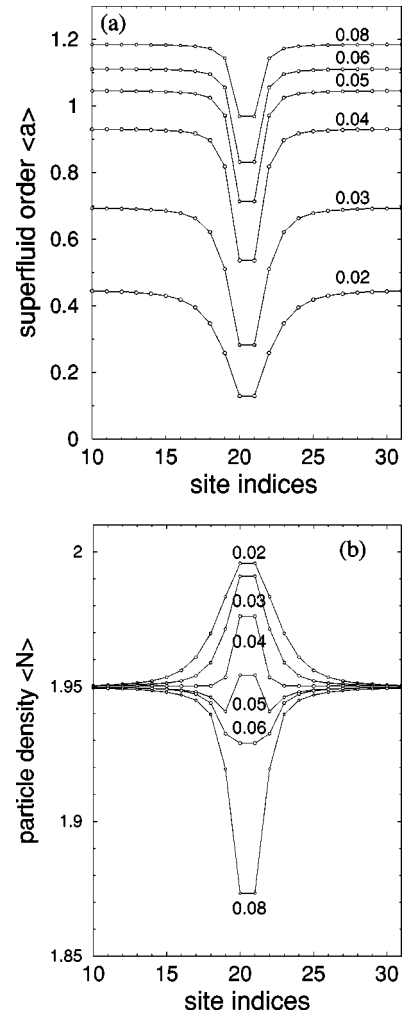 (a)
1.2
1
0.8
0.6
0.4
0.2
0
0.08
0.06
0.05
0.04
0.03
0.02
superfluid order <a>
10 15 20 25 30
site indices
(b)
2
1.95
1.9
1.85
0.02
0.03
0.04
0.05
0.06
0.08
particle density <N>
10 15 20 25 30
site indices